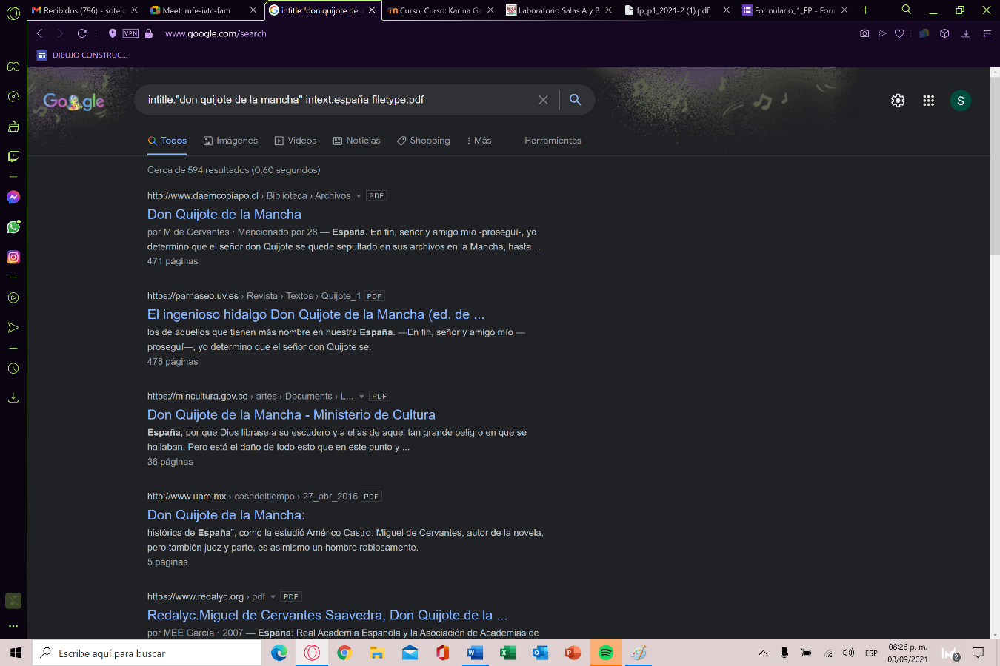 Recibidos (796) - sotelo
Meet: mfe-ivtc-fam
intitle:"don quijote de la
Curso: Curso: Karina Ga
Laboratorio Salas A y B
fp_p1_2021-2 (1).pdf
Formulario_1_FP - Form
VPN
www.google.com/search
DIBUJO CONSTRUC...
Google
intitle:"don quijote de la mancha" intext:españa filetype:pdf
S
Todos
Imágenes
Videos
Noticias
Shopping
Más
Herramientas
Cerca de 594 resultados (0.60 segundos)
http://www.daemcopiapo.cl › Biblioteca › Archivos PDF
Don Quijote de la Mancha
por M de Cervantes · Mencionado por 28 — España. En fin, señor y amigo mío -proseguí-, yo
determino que el señor don Quijote se quede sepultado en sus archivos en la Mancha, hasta...
471 páginas
https://parnaseo.uv.es › Revista › Textos › Quijote_1 PDF
El ingenioso hidalgo Don Quijote de la Mancha (ed. de ...
los de aquellos que tienen más nombre en nuestra España. —En fin, señor y amigo mío —
proseguí—, yo determino que el señor don Quijote se.
478 páginas
https://mincultura.gov.co › artes › Documents › L... PDF
Don Quijote de la Mancha - Ministerio de Cultura
España, por que Dios librase a su escudero y a ellas de aquel tan grande peligro en que se
hallaban. Pero está el daño de todo esto que en este punto y ...
36 páginas
http://www.uam.mx › casadeltiempo › 27_abr_2016 PDF
Don Quijote de la Mancha:
histórica de España”, como la estudió Américo Castro. Miguel de Cervantes, autor de la novela,
pero también juez y parte, es asimismo un hombre rabiosamente.
5 páginas
https://www.redalyc.org › pdf PDF
Redalyc.Miguel de Cervantes Saavedra, Don Quijote de la ...
por MEE García · 2007 — España: Real Academia Española y la Asociación de Academias de
Escribe aquí para buscar
ESP
08:26 p. m.
08/09/2021
2